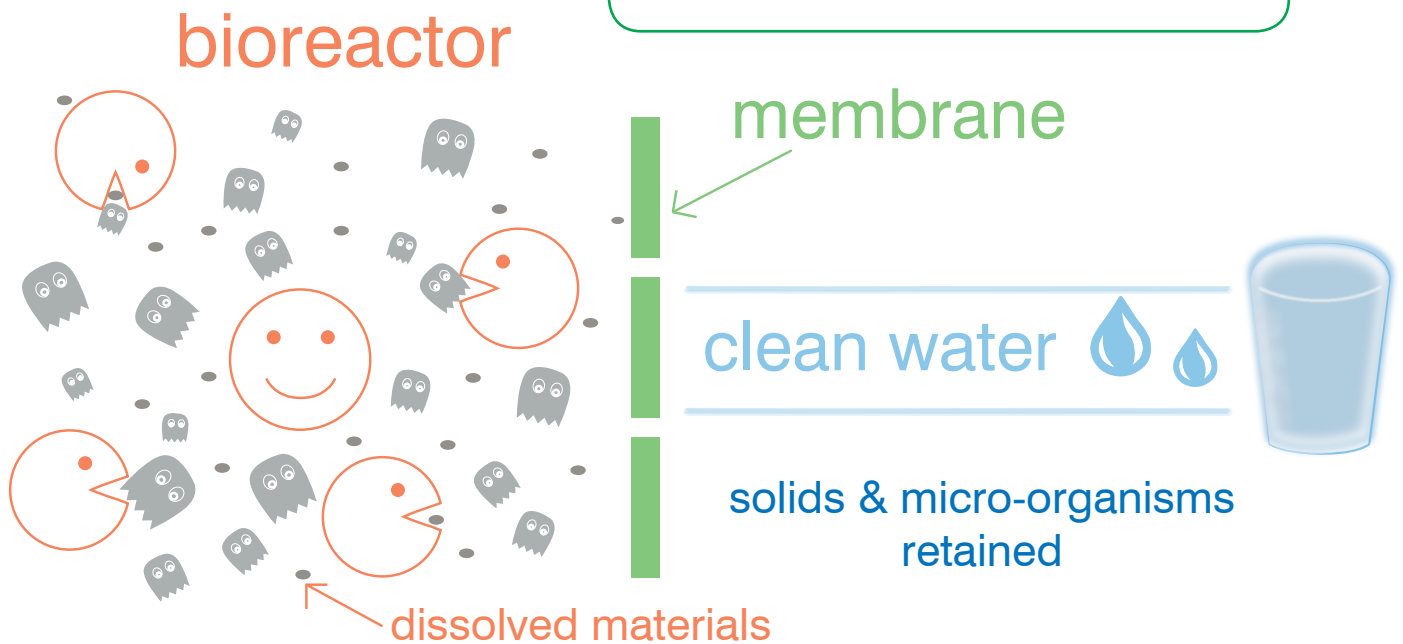 bioreactor
membrane
clean water
solids & micro-organisms
retained
dissolved materials